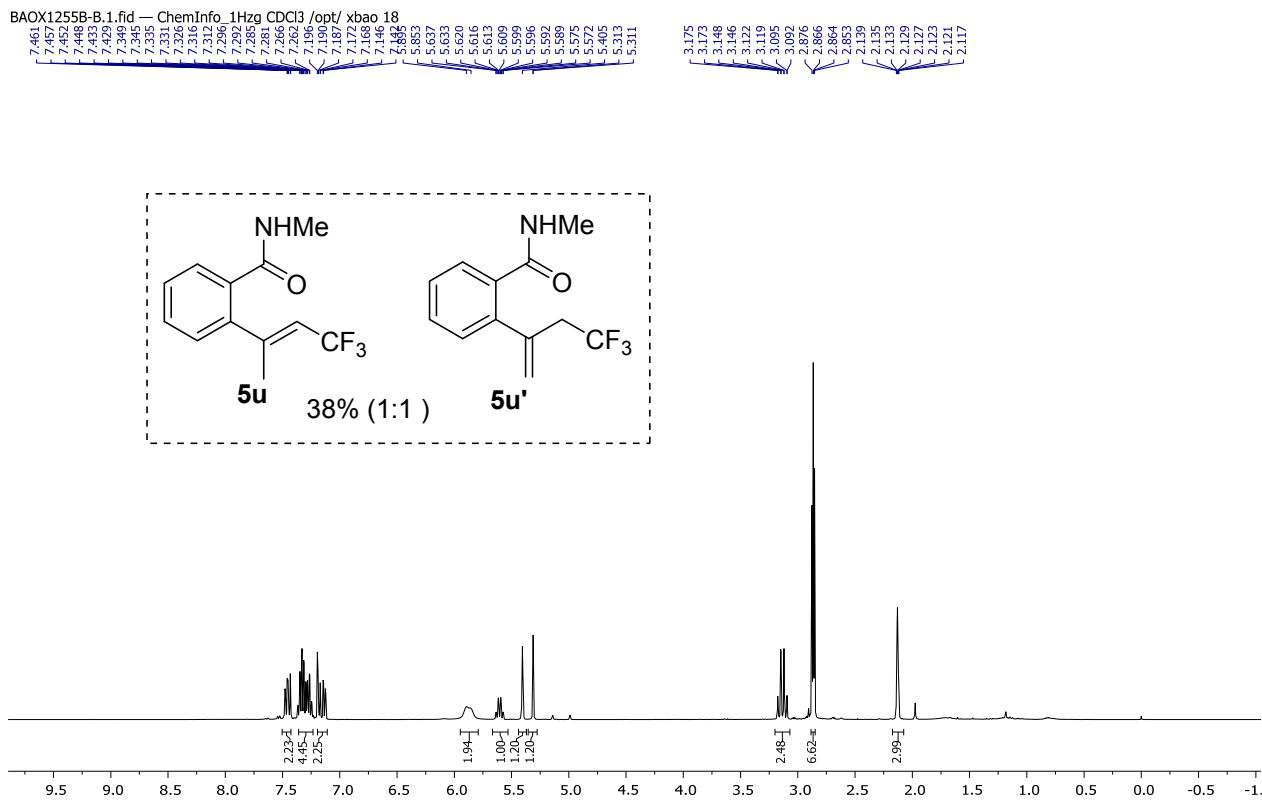 BAOX1255B-B.1.fid — ChemInfo_1Hzg CDCl3 /opt/ xbao 18
7.461 7.457 7.452 7.448 7.433 7.429 7.349 7.345 7.335 7.331 7.326 7.316 7.312 7.296 7.292 7.285 7.281 7.266 7.262 7.196 7.190 7.187 7.172 7.168 7.146 7.142 5.895 5.853 5.637 5.633 5.620 5.616 5.613 5.609 5.599 5.596 5.592 5.589 5.575 5.572 5.405 5.313 5.311 3.175 3.173 3.148 3.146 3.122 3.119 3.095 3.092 2.876 2.866 2.864 2.853 2.139 2.135 2.133 2.129 2.127 2.123 2.121 2.117
NHMe NHMe
O O
CF3 CF3
5u 38% (1:1 ) 5u'
2.23 4.45 2.25 1.94 1.00 1.20 1.20 2.48 6.62 2.99
9.5 9.0 8.5 8.0 7.5 7.0 6.5 6.0 5.5 5.0 4.5 4.0 3.5 3.0 2.5 2.0 1.5 1.0 0.5 0.0 -0.5 -1.